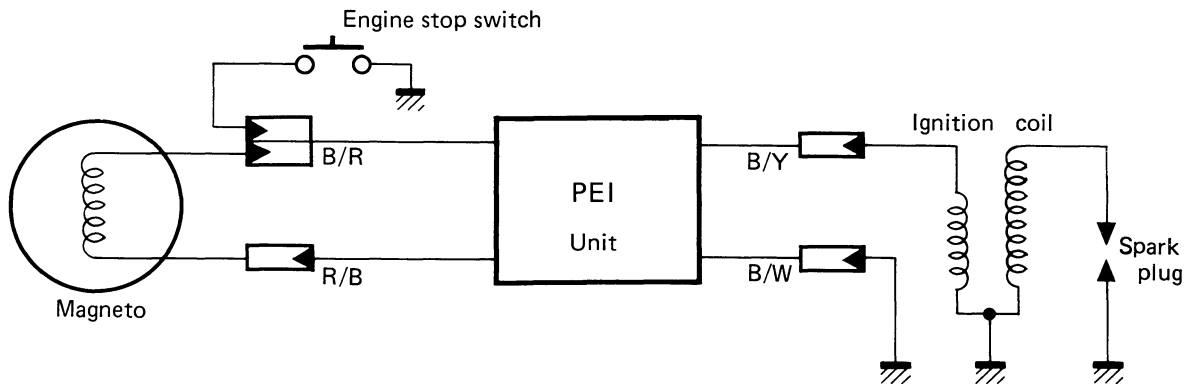 Engine stop switch
B/R
R/B
Magneto
PEI
Unit
B/Y
B/W
Ignition coil
Spark
plug